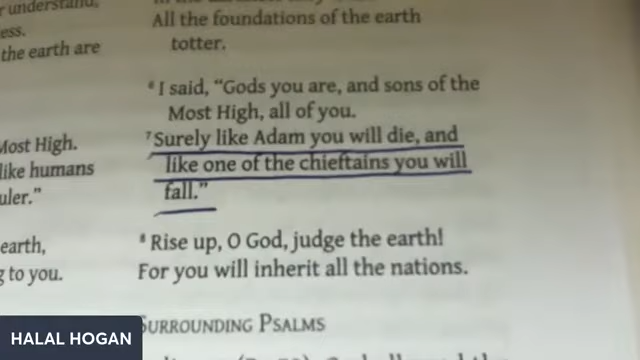 r understand,
ess.
the earth are
Most High.
like humans
uler."
earth,
g to you.
All the foundations of the earth
totter.
6 I said, “Gods you are, and sons of the
Most High, all of you.
7 Surely like Adam you will die, and
like one of the chieftains you will
fall.”
8 Rise up, O God, judge the earth!
For you will inherit all the nations.
SURROUNDING PSALMS
HALAL HOGAN